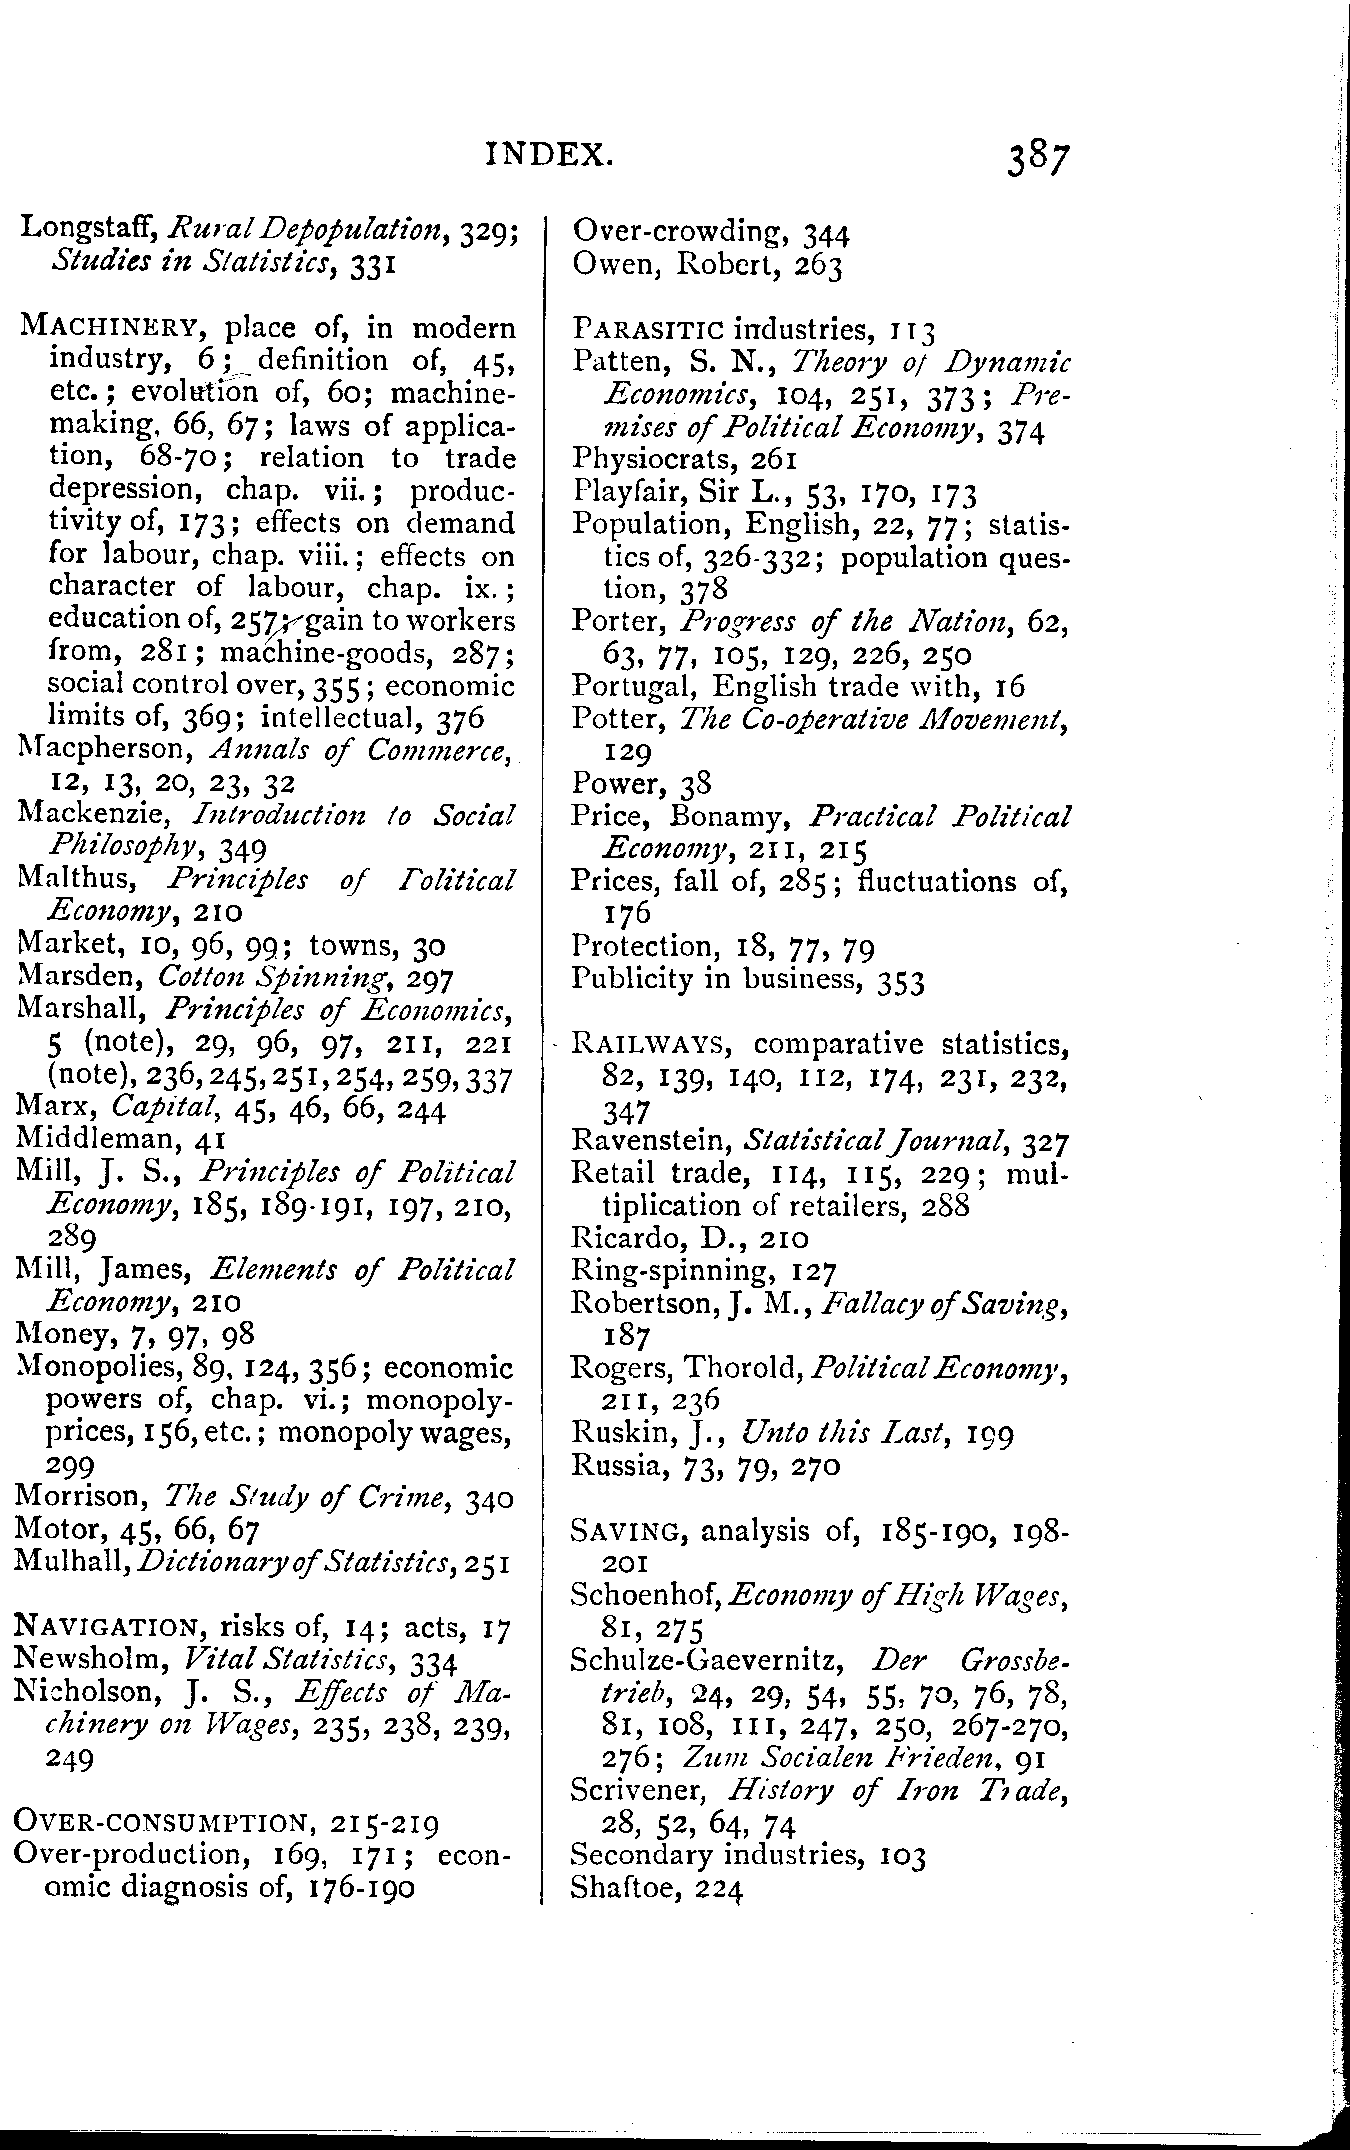 INDEX. 387
Longstaff, Rural Depopulation, 329;
Studies in Statistics, 331
MACHINERY, place of, in modern
industry, 6; definition of, 45,
etc.; evolution of, 60; machine-
making, 66, 67; laws of applica-
tion, 68-70; relation to trade
depression, chap. vii.; produc-
tivity of, 173; effects on demand
for labour, chap. viii.; effects on
character of labour, chap. ix.;
education of, 257; gain to workers
from, 281; machine-goods, 287;
social control over, 355; economic
limits of, 369; intellectual, 376
Macpherson, Annals of Commerce,
12, 13, 20, 23, 32
Mackenzie, Introduction to Social
Philosophy, 349
Malthus, Principles of Political
Economy, 210
Market, 10, 96, 99; towns, 30
Marsden, Cotton Spinning, 297
Marshall, Principles of Economics,
5 (note), 29, 96, 97, 211, 221
(note), 236, 245, 251, 254, 259, 337
Marx, Capital, 45, 46, 66, 244
Middleman, 41
Mill, J. S., Principles of Political
Economy, 185, 189-191, 197, 210,
289
Mill, James, Elements of Political
Economy, 210
Money, 7, 97, 98
Monopolies, 89, 124, 356; economic
powers of, chap. vi.; monopoly-
prices, 156, etc.; monopoly wages,
299
Morrison, The Study of Crime, 340
Motor, 45, 66, 67
Mulhall, Dictionary of Statistics, 251
NAVIGATION, risks of, 14; acts, 17
Newsholm, Vital Statistics, 334
Nicholson, J. S., Effects of Ma-
chinery on Wages, 235, 238, 239,
249
OVER-CONSUMPTION, 215-219
Over-production, 169, 171; econ-
omic diagnosis of, 176-190
Over-crowding, 344
Owen, Robert, 263
PARASITIC industries, 113
Patten, S. N., Theory of Dynamic
Economics, 104, 251, 373; Pre-
mises of Political Economy, 374
Physiocrats, 261
Playfair, Sir L., 53, 170, 173
Population, English, 22, 77; statis-
tics of, 326-332; population ques-
tion, 378
Porter, Progress of the Nation, 62,
63, 77, 105, 129, 226, 250
Portugal, English trade with, 16
Potter, The Co-operative Movement,
129
Power, 38
Price, Bonamy, Practical Political
Economy, 211, 215
Prices, fall of, 285; fluctuations of,
176
Protection, 18, 77, 79
Publicity in business, 353
RAILWAYS, comparative statistics,
82, 139, 140, 112, 174, 231, 232,
347
Ravenstein, Statistical Journal, 327
Retail trade, 114, 115, 229; mul-
tiplication of retailers, 288
Ricardo, D., 210
Ring-spinning, 127
Robertson, J. M., Fallacy of Saving,
187
Rogers, Thorold, Political Economy,
211, 236
Ruskin, J., Unto this Last, 199
Russia, 73, 79, 270
SAVING, analysis of, 185-190, 198-
201
Schoenhof, Economy of High Wages,
81, 275
Schulze-Gaevernitz, Der Grossbe-
trieb, 24, 29, 54, 55, 70, 76, 78,
81, 108, 111, 247, 250, 267-270,
276; Zum Socialen Frieden, 91
Scrivener, History of Iron Trade,
28, 52, 64, 74
Secondary industries, 103
Shaftoe, 224